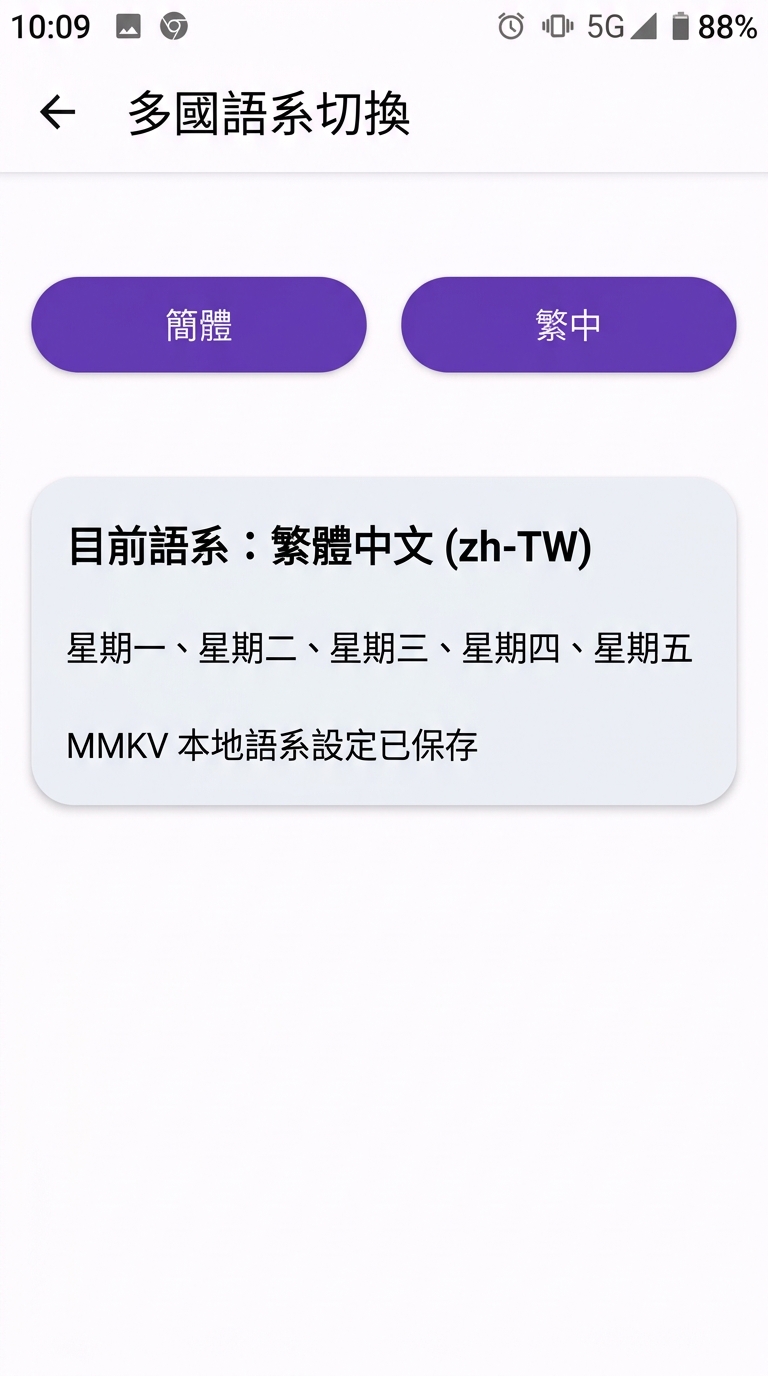 10:09 5G 88%
多國語系切換
簡體 繁中
目前語系：繁體中文 (zh-TW)
星期一、星期二、星期三、星期四、星期五
MMKV 本地語系設定已保存